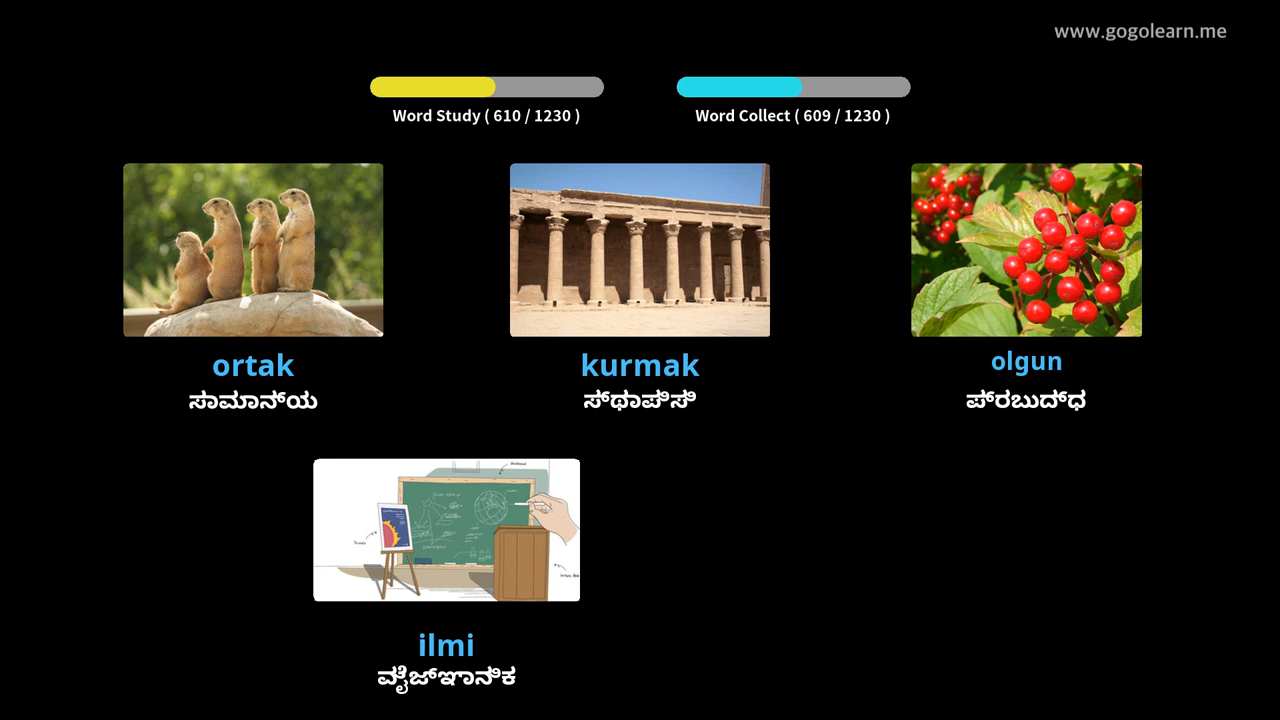 www.gogolearn.me
Word Study ( 610 / 1230 )
Word Collect ( 609 / 1230 )
ortak
ಸಾಮಾನ್ಯ
kurmak
ಸ್ಥಾಪಿಸಿ
olgun
ಪ್ರಬುದ್ಧ
ilmi
ವೈಜ್ಞಾನಿಕ